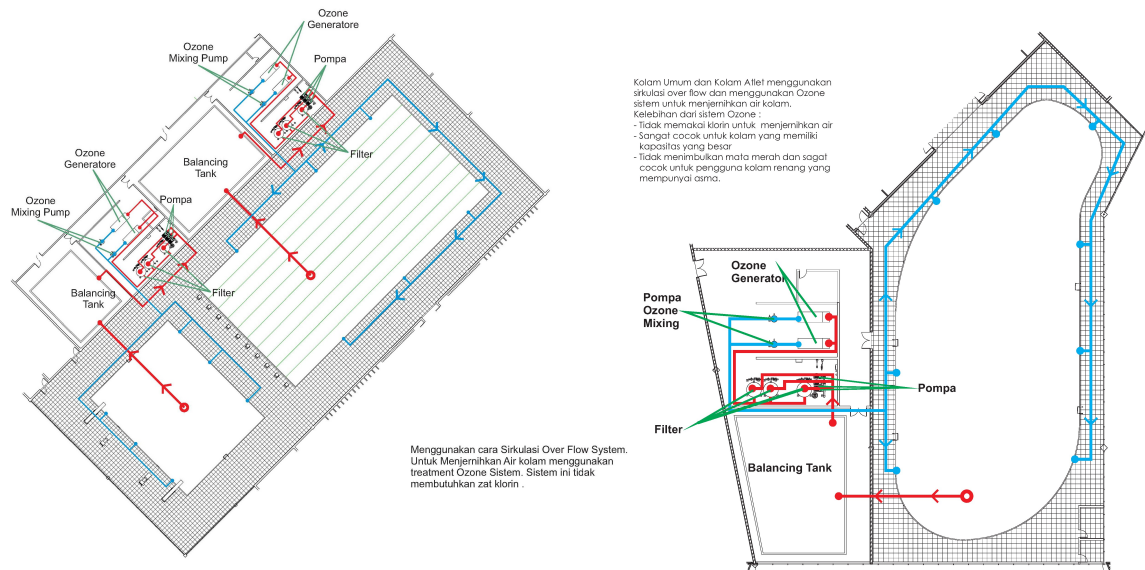 Ozone
Generatore
Ozone
Mixing Pump
Pompa
Filter
Balancing
Tank
Ozone
Generatore
Ozone
Mixing Pump
Pompa
Filter
Balancing
Tank
Menggunakan cara Sirkulasi Over Flow System.
Untuk Menjernihkan Air kolam menggunakan
treatment Ozone Sistem. Sistem ini tidak
membutuhkan zat klorin .
Kolam Umum dan Kolam Atlet menggunakan
sirkulasi over flow dan menggunakan Ozone
sistem untuk menjernihkan air kolam.
Kelebihan dari sistem Ozone :
- Tidak memakai klorin untuk menjernihkan air
- Sangat cocok untuk kolam yang memiliki
kapasitas yang besar
- Tidak menimbulkan mata merah dan sagat
cocok untuk pengguna kolam renang yang
mempunyai asma.
Ozone
Generator
Pompa
Ozone
Mixing
Pompa
Filter
Balancing Tank